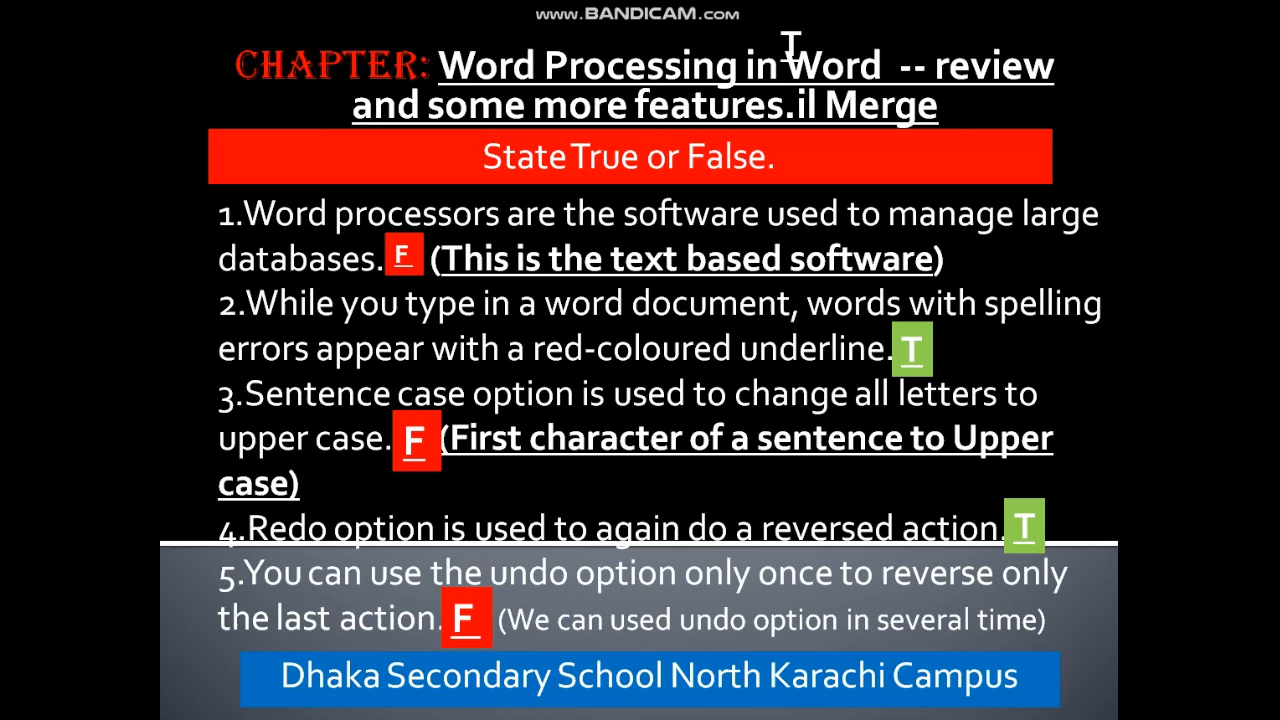 www.BANDICAM.com
T
CHAPTER: Word Processing in Word -- review
and some more features.il Merge
State True or False.
1.Word processors are the software used to manage large
databases. F (This is the text based software)
2.While you type in a word document, words with spelling
errors appear with a red-coloured underline. T
3.Sentence case option is used to change all letters to
upper case. F (First character of a sentence to Upper
case)
4.Redo option is used to again do a reversed action. T
5.You can use the undo option only once to reverse only
the last action. F (We can used undo option in several time)
Dhaka Secondary School North Karachi Campus